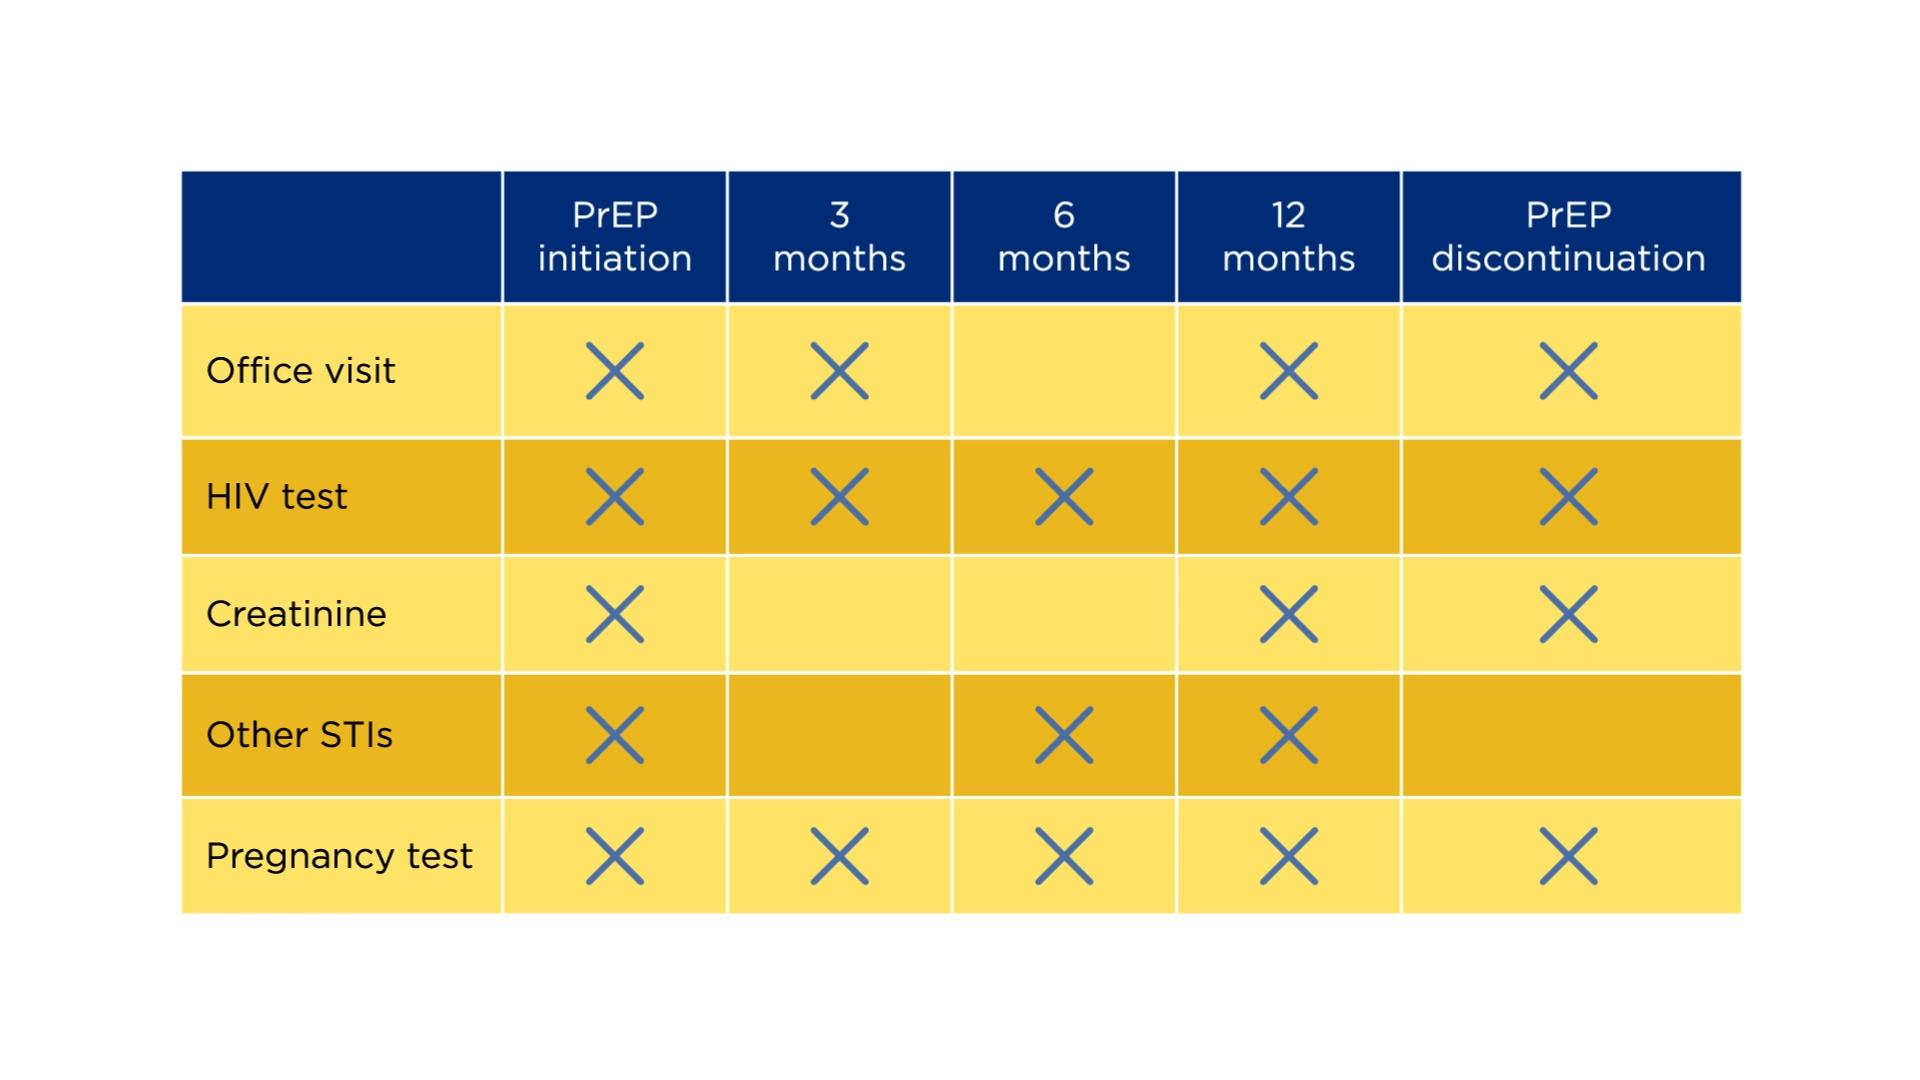 PrEP
initiation
3
months
6
months
12
months
PrEP
discontinuation
Office visit
HIV test
Creatinine
Other STIs
Pregnancy test